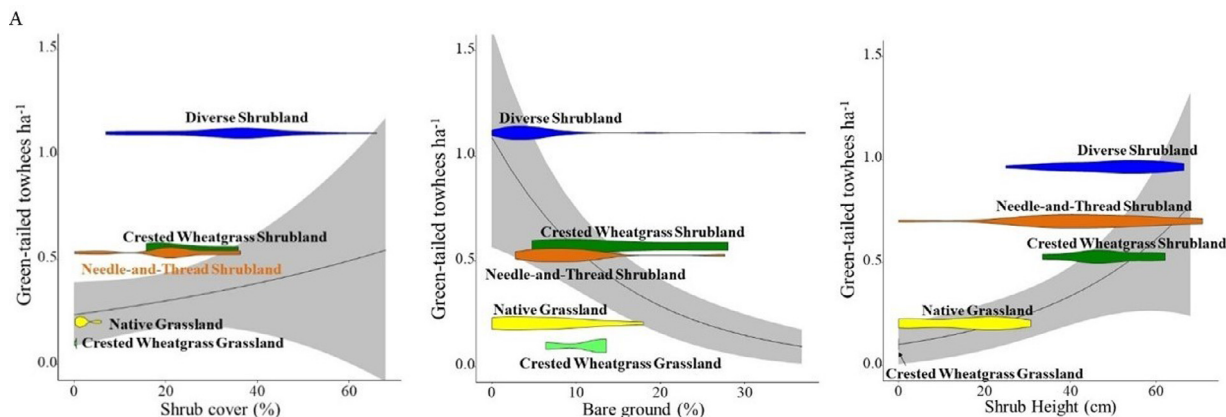 A
Green-tailed towhees ha-1
1.5
1.0
0.5
0.0
Diverse Shrubland
Crested Wheatgrass Shrubland
Needle-and-Thread Shrubland
Native Grassland
Crested Wheatgrass Grassland
0 20 40 60
Shrub cover (%)
Green-tailed towhees ha-1
1.5
1.0
0.5
0.0
Diverse Shrubland
Crested Wheatgrass Shrubland
Needle-and-Thread Shrubland
Native Grassland
Crested Wheatgrass Grassland
0 10 20 30
Bare ground (%)
Green-tailed towhees ha-1
1.5
1.0
0.5
0.0
Diverse Shrubland
Needle-and-Thread Shrubland
Crested Wheatgrass Shrubland
Native Grassland
Crested Wheatgrass Grassland
0 20 40 60
Shrub Height (cm)